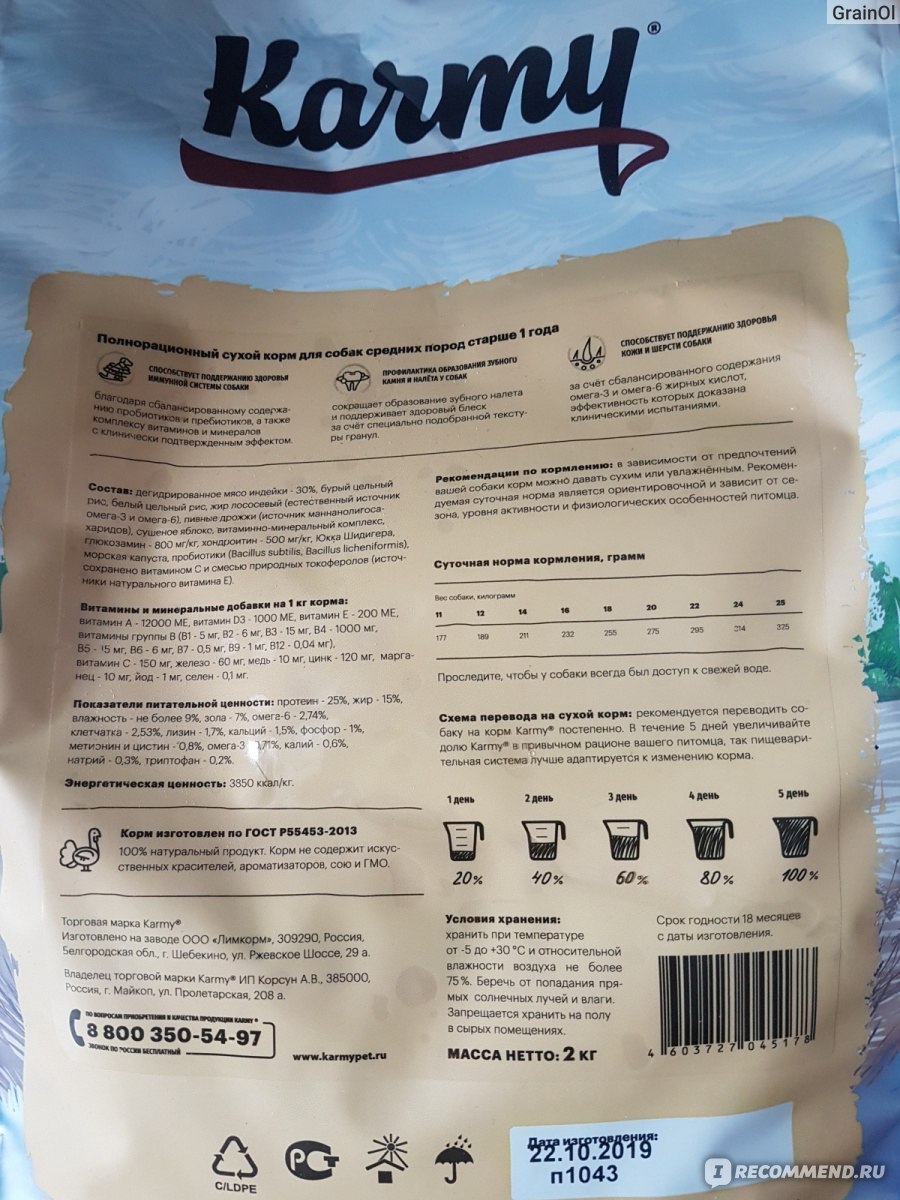 GrainOl
Karmy®
Полнорационный сухой корм для собак средних пород старше 1 года
СПОСОБСТВУЕТ ПОДДЕРЖАНИЮ ЗДОРОВЬЯ
ИММУННОЙ СИСТЕМЫ СОБАКИ
благодаря сбалансированному содержа-
нию пробиотиков и пребиотиков, а также
комплексу витаминов и минералов
с клинически подтвержденным эффектом.
ПРОФИЛАКТИКА ОБРАЗОВАНИЯ ЗУБНОГО
КАМНЯ И НАЛЁТА У СОБАК
сокращает образование зубного налета
и поддерживает здоровый блеск
за счёт специально подобранной тексту-
ры гранул.
СПОСОБСТВУЕТ ПОДДЕРЖАНИЮ ЗДОРОВЬЯ
КОЖИ И ШЕРСТИ СОБАКИ
за счёт сбалансированного содержания
омега-3 и омега-6 жирных кислот,
эффективность которых доказана
клиническими испытаниями.
Состав: дегидрированное мясо индейки - 30%, бурый цельный
рис, белый цельный рис, жир лососевый (естественный источник
омега-3 и омега-6), пивные дрожжи (источник маннанолигоса-
харидов), сушеное яблоко, витаминно-минеральный комплекс,
глюкозамин - 800 мг/кг, хондроитин - 500 мг/кг, Юкка Шидигера,
морская капуста, пробиотики (Bacillus subtilis, Bacillus licheniformis),
сохранено витамином С и смесью природных токоферолов (источ-
ники натурального витамина Е).
Витамины и минеральные добавки на 1 кг корма:
витамин А - 12000 МЕ, витамин D3 - 1000 МЕ, витамин Е - 200 МЕ,
витамины группы В (В1 - 5 мг, В2 - 6 мг, В3 - 15 мг, В4 - 1000 мг,
В5 - 15 мг, В6 - 6 мг, В7 - 0,5 мг, В9 - 1 мг, В12 - 0,04 мг),
витамин С - 150 мг, железо - 60 мг, медь - 10 мг, цинк - 120 мг, марга-
нец - 10 мг, йод - 1 мг, селен - 0,1 мг.
Показатели питательной ценности: протеин - 25%, жир - 15%,
влажность - не более 9%, зола - 7%, омега-6 - 2,74%,
клетчатка - 2,53%, лизин - 1,7%, кальций - 1,5%, фосфор - 1%,
метионин и цистин - 0,8%, омега-3 - 0,71%, калий - 0,6%,
натрий - 0,3%, триптофан - 0,2%.
Энергетическая ценность: 3850 ккал/кг.
Корм изготовлен по ГОСТ Р55453-2013
100% натуральный продукт. Корм не содержит искус-
ственных красителей, ароматизаторов, сою и ГМО.
Торговая марка Karmy®
Изготовлено на заводе ООО «Лимкорм», 309290, Россия,
Белгородская обл., г. Шебекино, ул. Ржевское Шоссе, 29 а.
Владелец торговой марки Karmy® ИП Корсун А.В., 385000,
Россия, г. Майкоп, ул. Пролетарская, 208 а.
ПО ВОПРОСАМ ПРИОБРЕТЕНИЯ И КАЧЕСТВА ПРОДУКЦИИ KARMY®
8 800 350-54-97
ЗВОНОК ПО РОССИИ БЕСПЛАТНЫЙ
www.karmypet.ru
Рекомендации по кормлению: в зависимости от предпочтений
вашей собаки корм можно давать сухим или увлажнённым. Рекомен-
дуемая суточная норма является ориентировочной и зависит от се-
зона, уровня активности и физиологических особенностей питомца.
Суточная норма кормления, грамм
Вес собаки, килограмм
11 12 14 16 18 20 22 24 25
177 189 211 232 255 275 295 314 325
Проследите, чтобы у собаки всегда был доступ к свежей воде.
Схема перевода на сухой корм: рекомендуется переводить со-
баку на корм Karmy® постепенно. В течение 5 дней увеличивайте
долю Karmy® в привычном рационе вашего питомца, так пищевари-
тельная система лучше адаптируется к изменению корма.
1 день 2 день 3 день 4 день 5 день
20% 40% 60% 80% 100%
Условия хранения:
хранить при температуре
от -5 до +30 °C и относительной
влажности воздуха не более
75%. Беречь от попадания пря-
мых солнечных лучей и влаги.
Запрещается хранить на полу
в сырых помещениях.
МАССА НЕТТО: 2 КГ
Срок годности 18 месяцев
с даты изготовления.
4 603727 045178
C/LDPE
РСТ
Дата изготовления:
22.10.2019
п1043
IRECOMMEND.RU